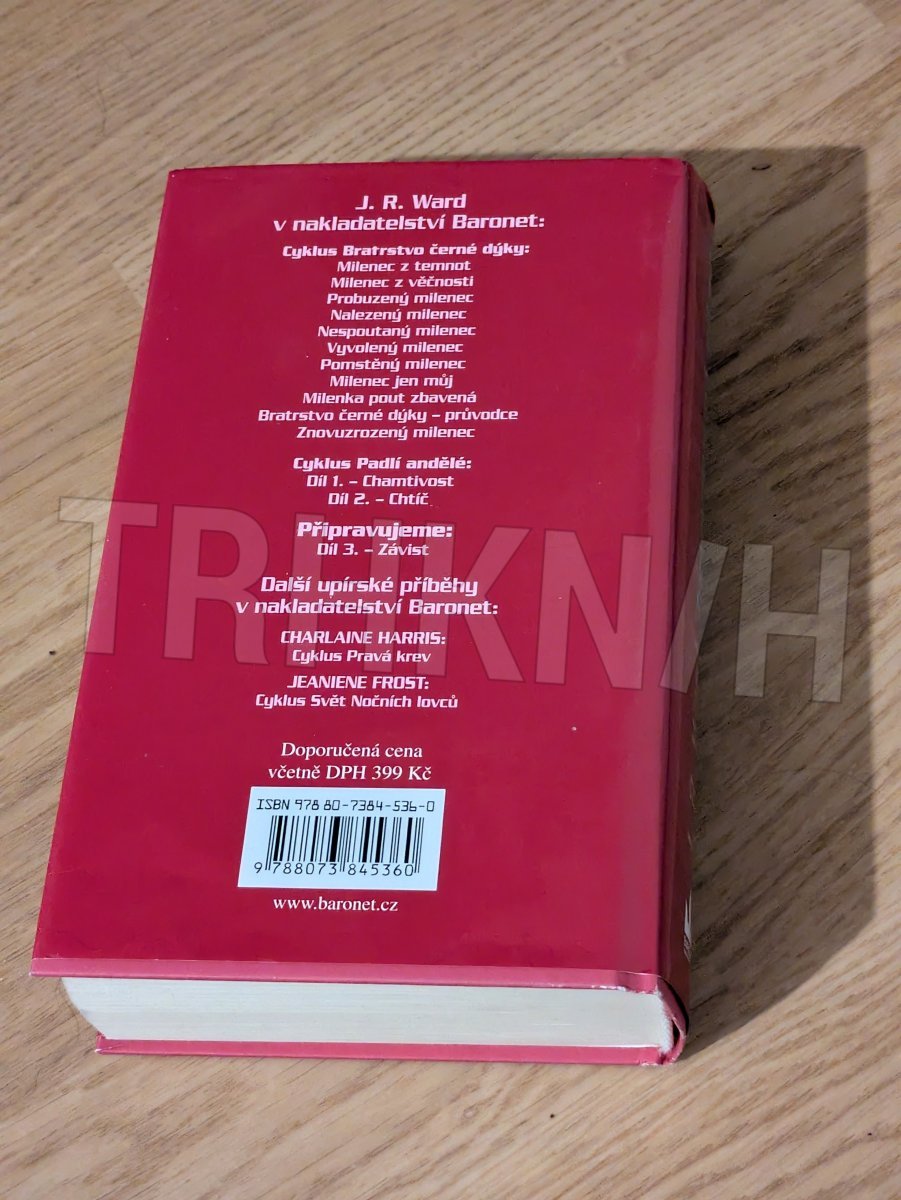 J. R. Ward
v nakladatelství Baronet:
Cyklus Bratrstvo černé dýky:
Milenec z temnot
Milenec z věčnosti
Probuzený milenec
Nalezený milenec
Nespoutaný milenec
Vyvolený milenec
Pomstěný milenec
Milenec jen můj
Milenka pout zbavená
Bratrstvo černé dýky – průvodce
Znovuzrozený milenec
Cyklus Padlí andělé:
Díl 1. – Chamtivost
Díl 2. – Chtíč
Připravujeme:
Díl 3. – Závist
Další upírské příběhy
v nakladatelství Baronet:
CHARLAINE HARRIS:
Cyklus Pravá krev
JEANIENE FROST:
Cyklus Svět Nočních lovců
Doporučená cena
včetně DPH 399 Kč
ISBN 978 80-7384-536-0
9 788073 845360
www.baronet.cz
TRHKNIH